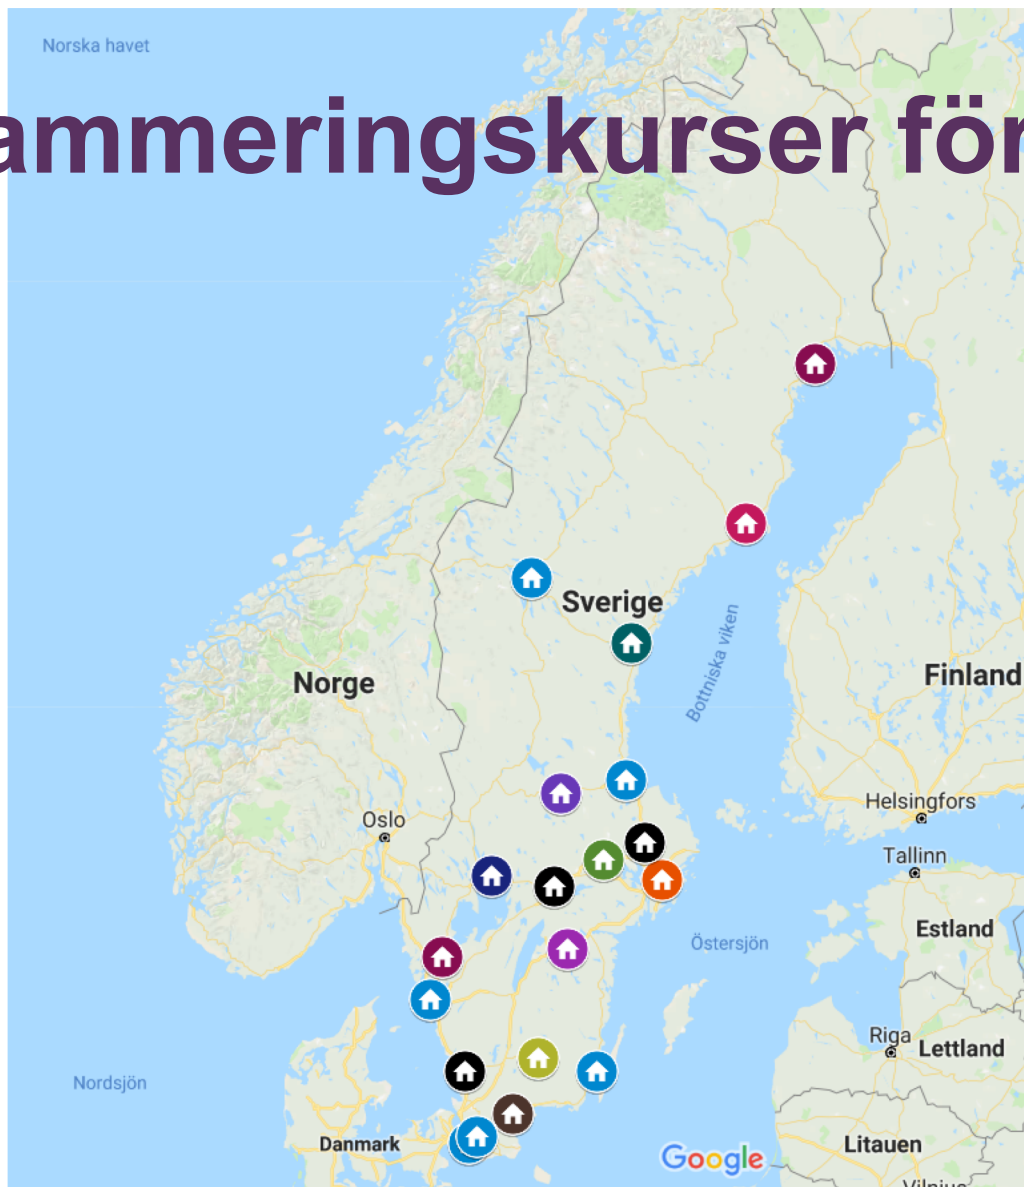 Norska havet
ammeringskurser för
Sverige
Bottniska viken
Norge
Finland
Oslo
Helsingfors
Tallinn
Estland
Östersjön
Riga
Lettland
Nordsjön
Danmark
Litauen
Google
Vilnius